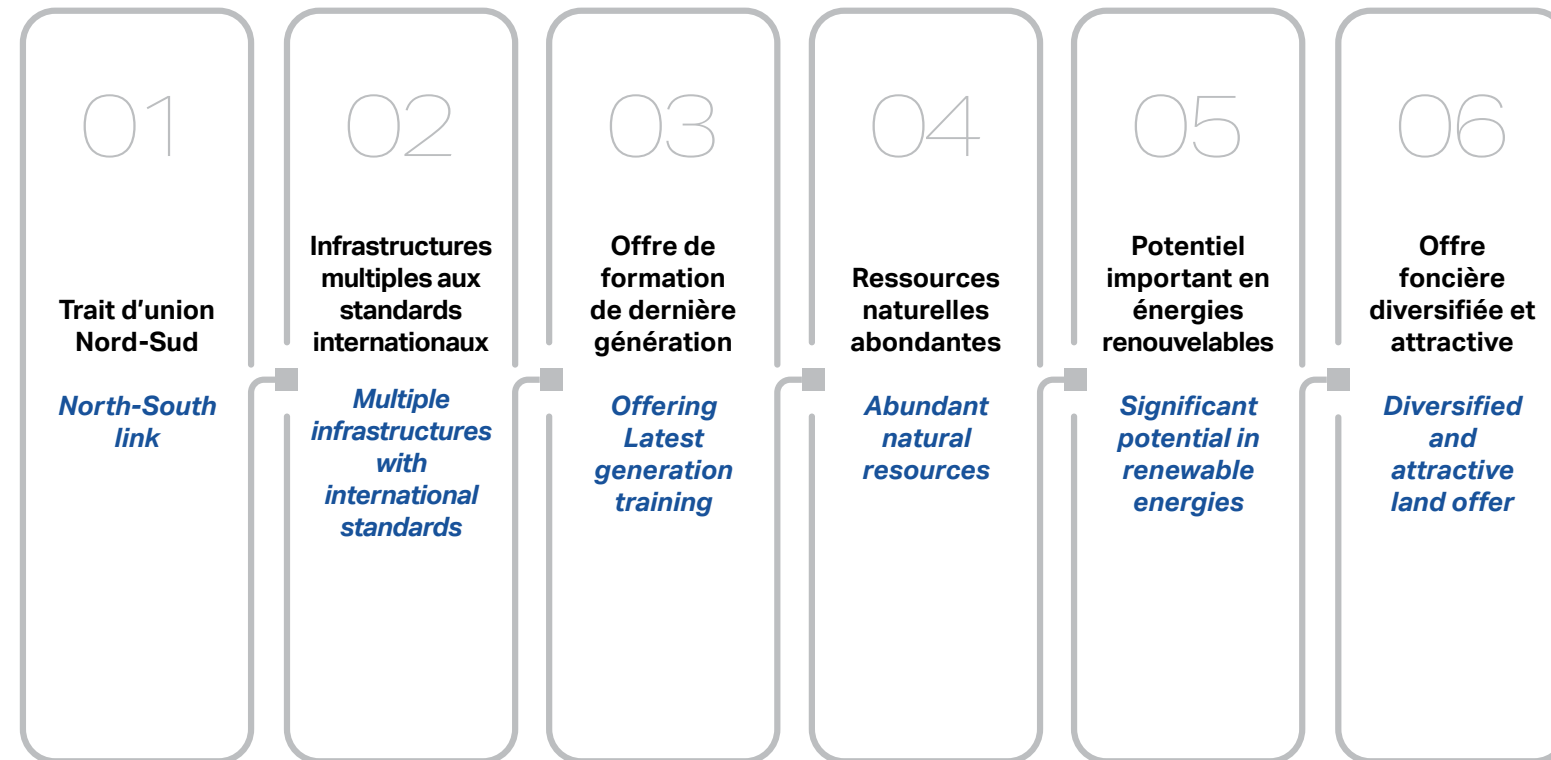 01
Trait d'union
Nord-Sud
North-South
link
02
Infrastructures
multiples aux
standards
internationaux
Multiple
infrastructures
with
international
standards
03
Offre de
formation
de dernière
génération
Offering
Latest
generation
training
04
Ressources
naturelles
abondantes
Abundant
natural
resources
05
Potentiel
important en
énergies
renouvelables
Significant
potential in
renewable
energies
06
Offre
foncière
diversifiée et
attractive
Diversified
and
attractive
land offer